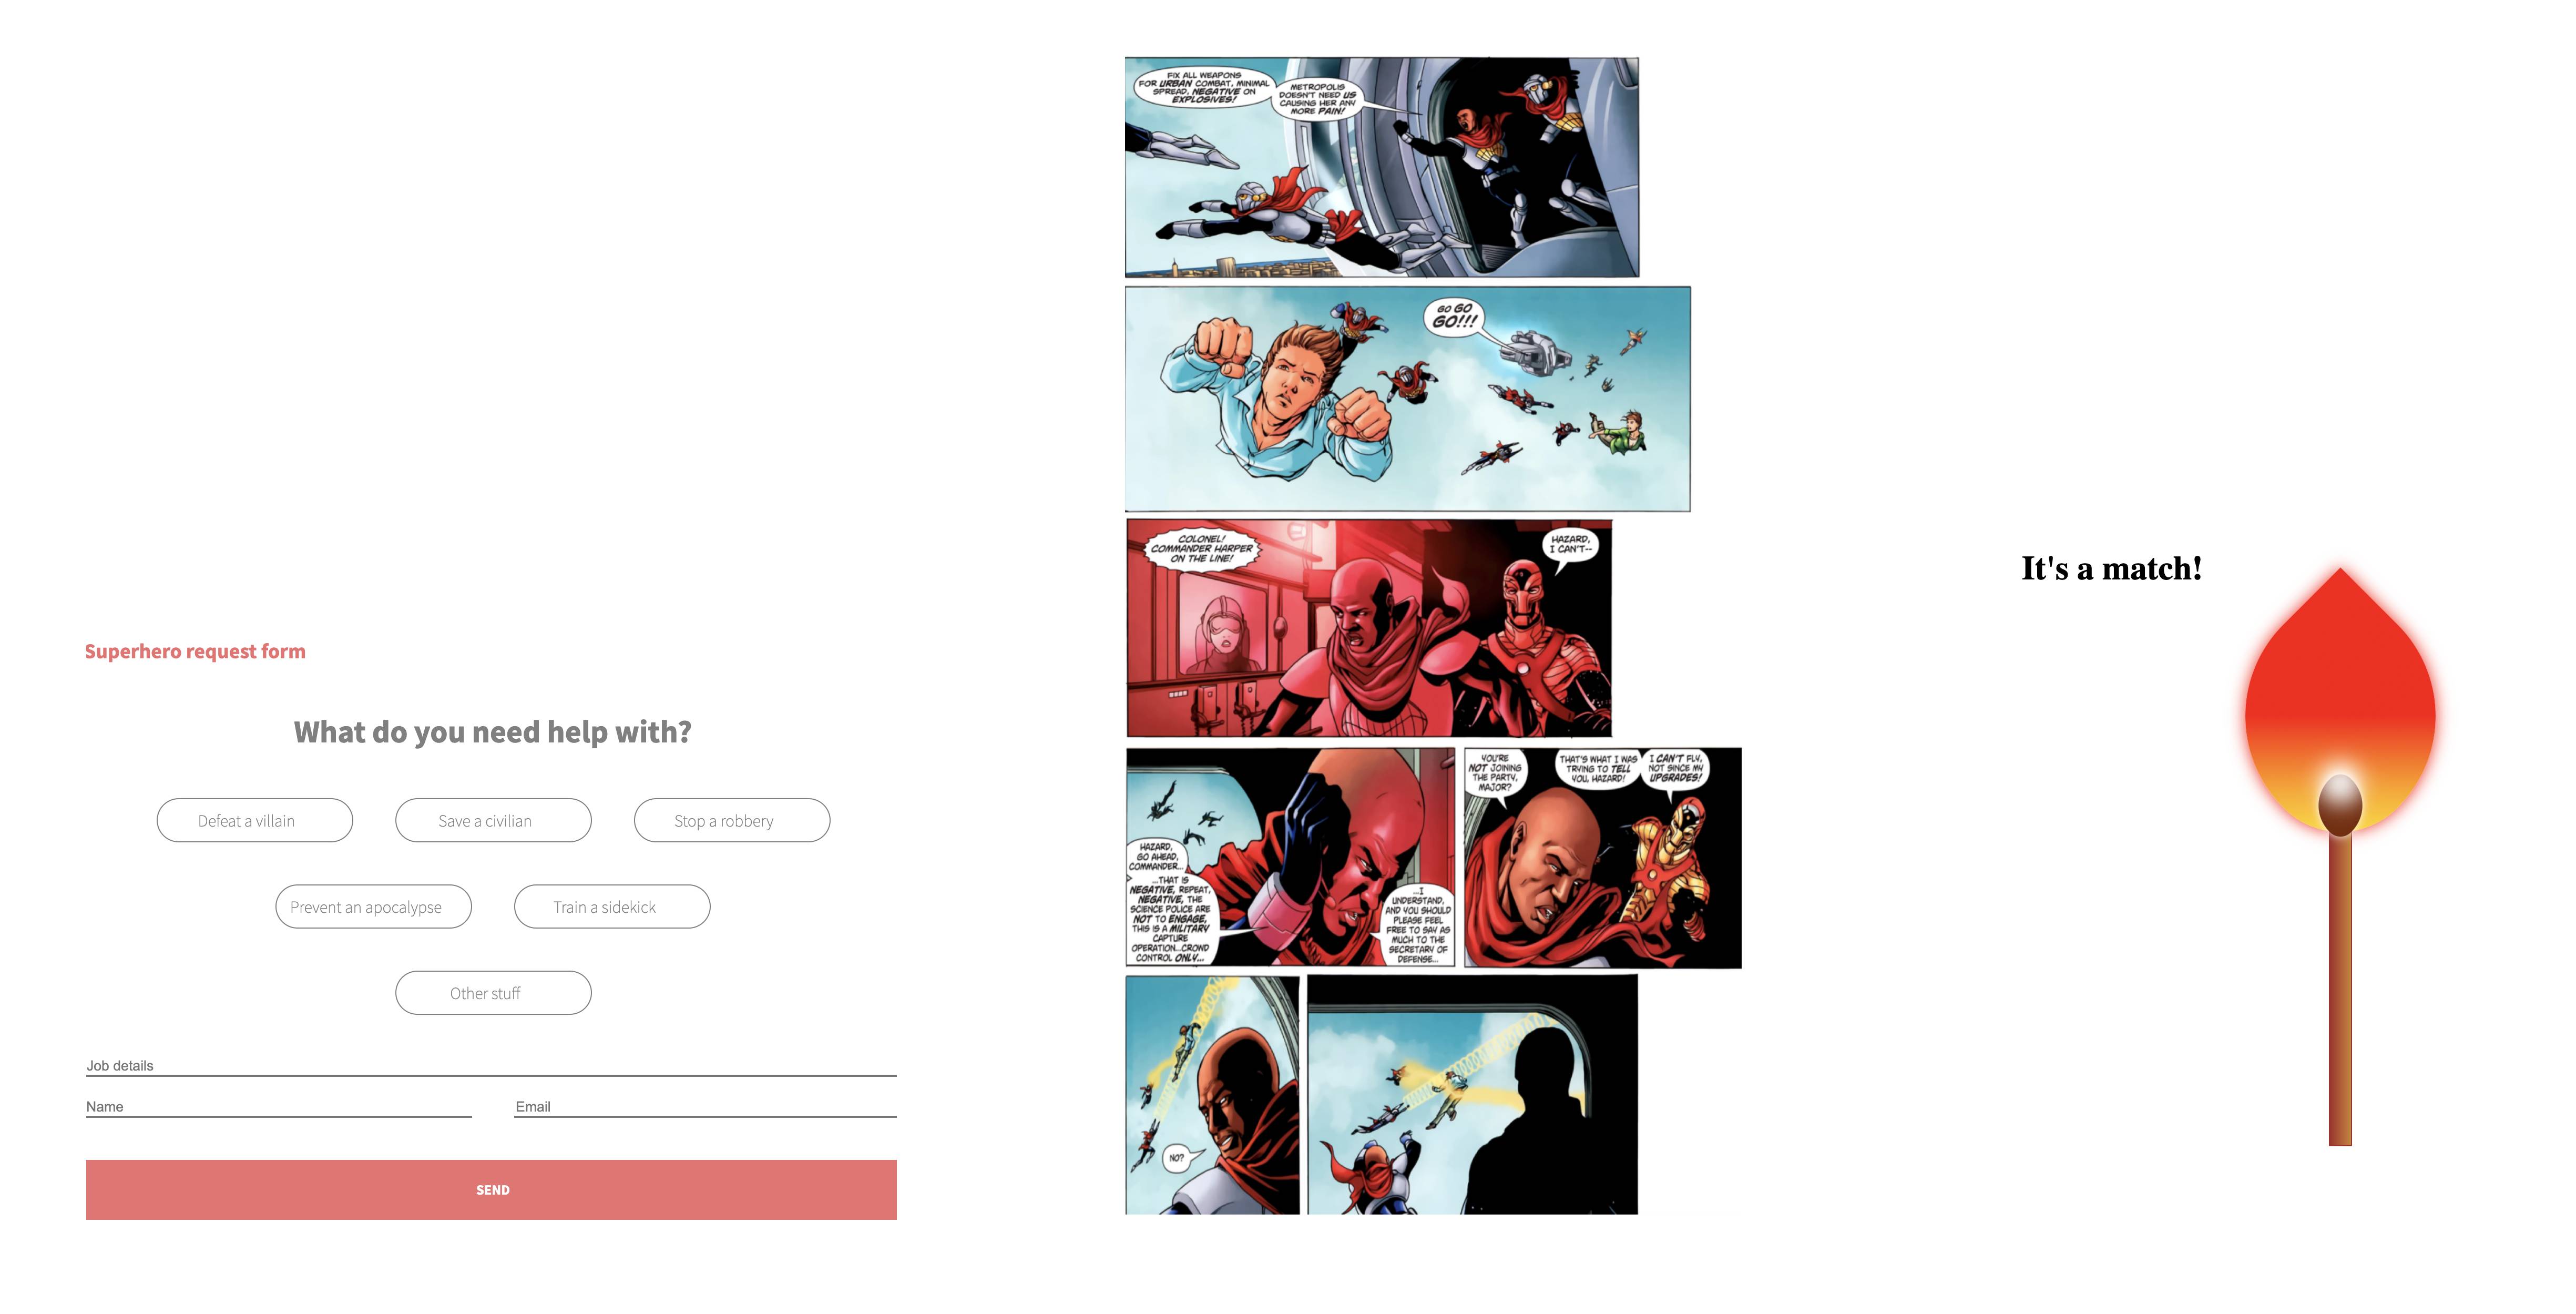 Superhero request form
What do you need help with?
Defeat a villain
Save a civilian
Stop a robbery
Prevent an apocalypse
Train a sidekick
Other stuff
Job details
Name
Email
SEND
FIX ALL WEAPONS
FOR URBAN COMBAT, MINIMAL
SPREAD, NEGATIVE ON
EXPLOSIVES!
METROPOLIS
DOESN'T NEED US
CAUSING HER ANY
MORE PAIN!
GO GO
GO!!!
COLONEL!
COMMANDER HARPER
ON THE LINE!
HAZARD,
I CAN'T--
HAZARD,
GO AHEAD,
COMMANDER...
...THAT IS
NEGATIVE, REPEAT,
NEGATIVE, THE
SCIENCE POLICE ARE
NOT TO ENGAGE,
THIS IS A MILITARY
CAPTURE
OPERATION...CROWD
CONTROL ONLY...
...I
UNDERSTAND,
AND YOU SHOULD
PLEASE FEEL
FREE TO SAY AS
MUCH TO THE
SECRETARY OF
DEFENSE...
YOU'RE
NOT JOINING
THE PARTY,
MAJOR?
THAT'S WHAT I WAS
TRYING TO TELL
YOU, HAZARD!
I CAN'T FLY,
NOT SINCE MY
UPGRADES!
NO?
It's a match!